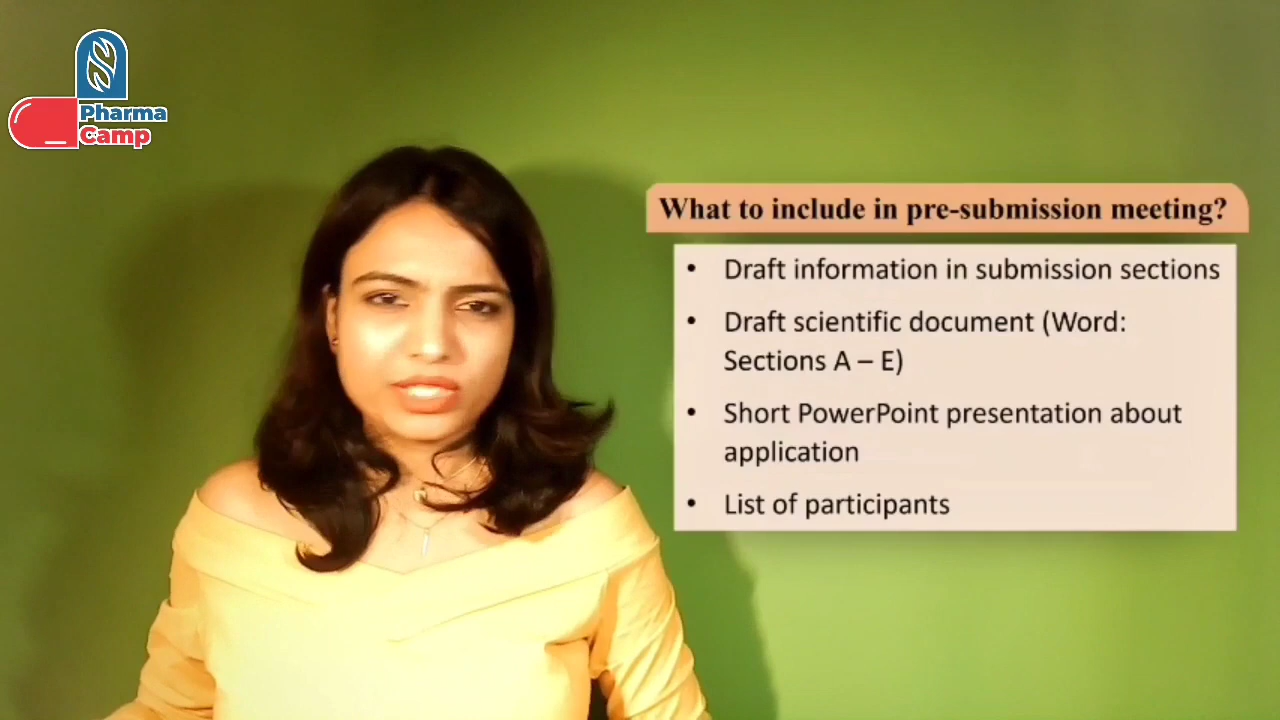 Pharma
Camp
What to include in pre-submission meeting?
• Draft information in submission sections
• Draft scientific document (Word:
Sections A – E)
• Short PowerPoint presentation about
application
• List of participants